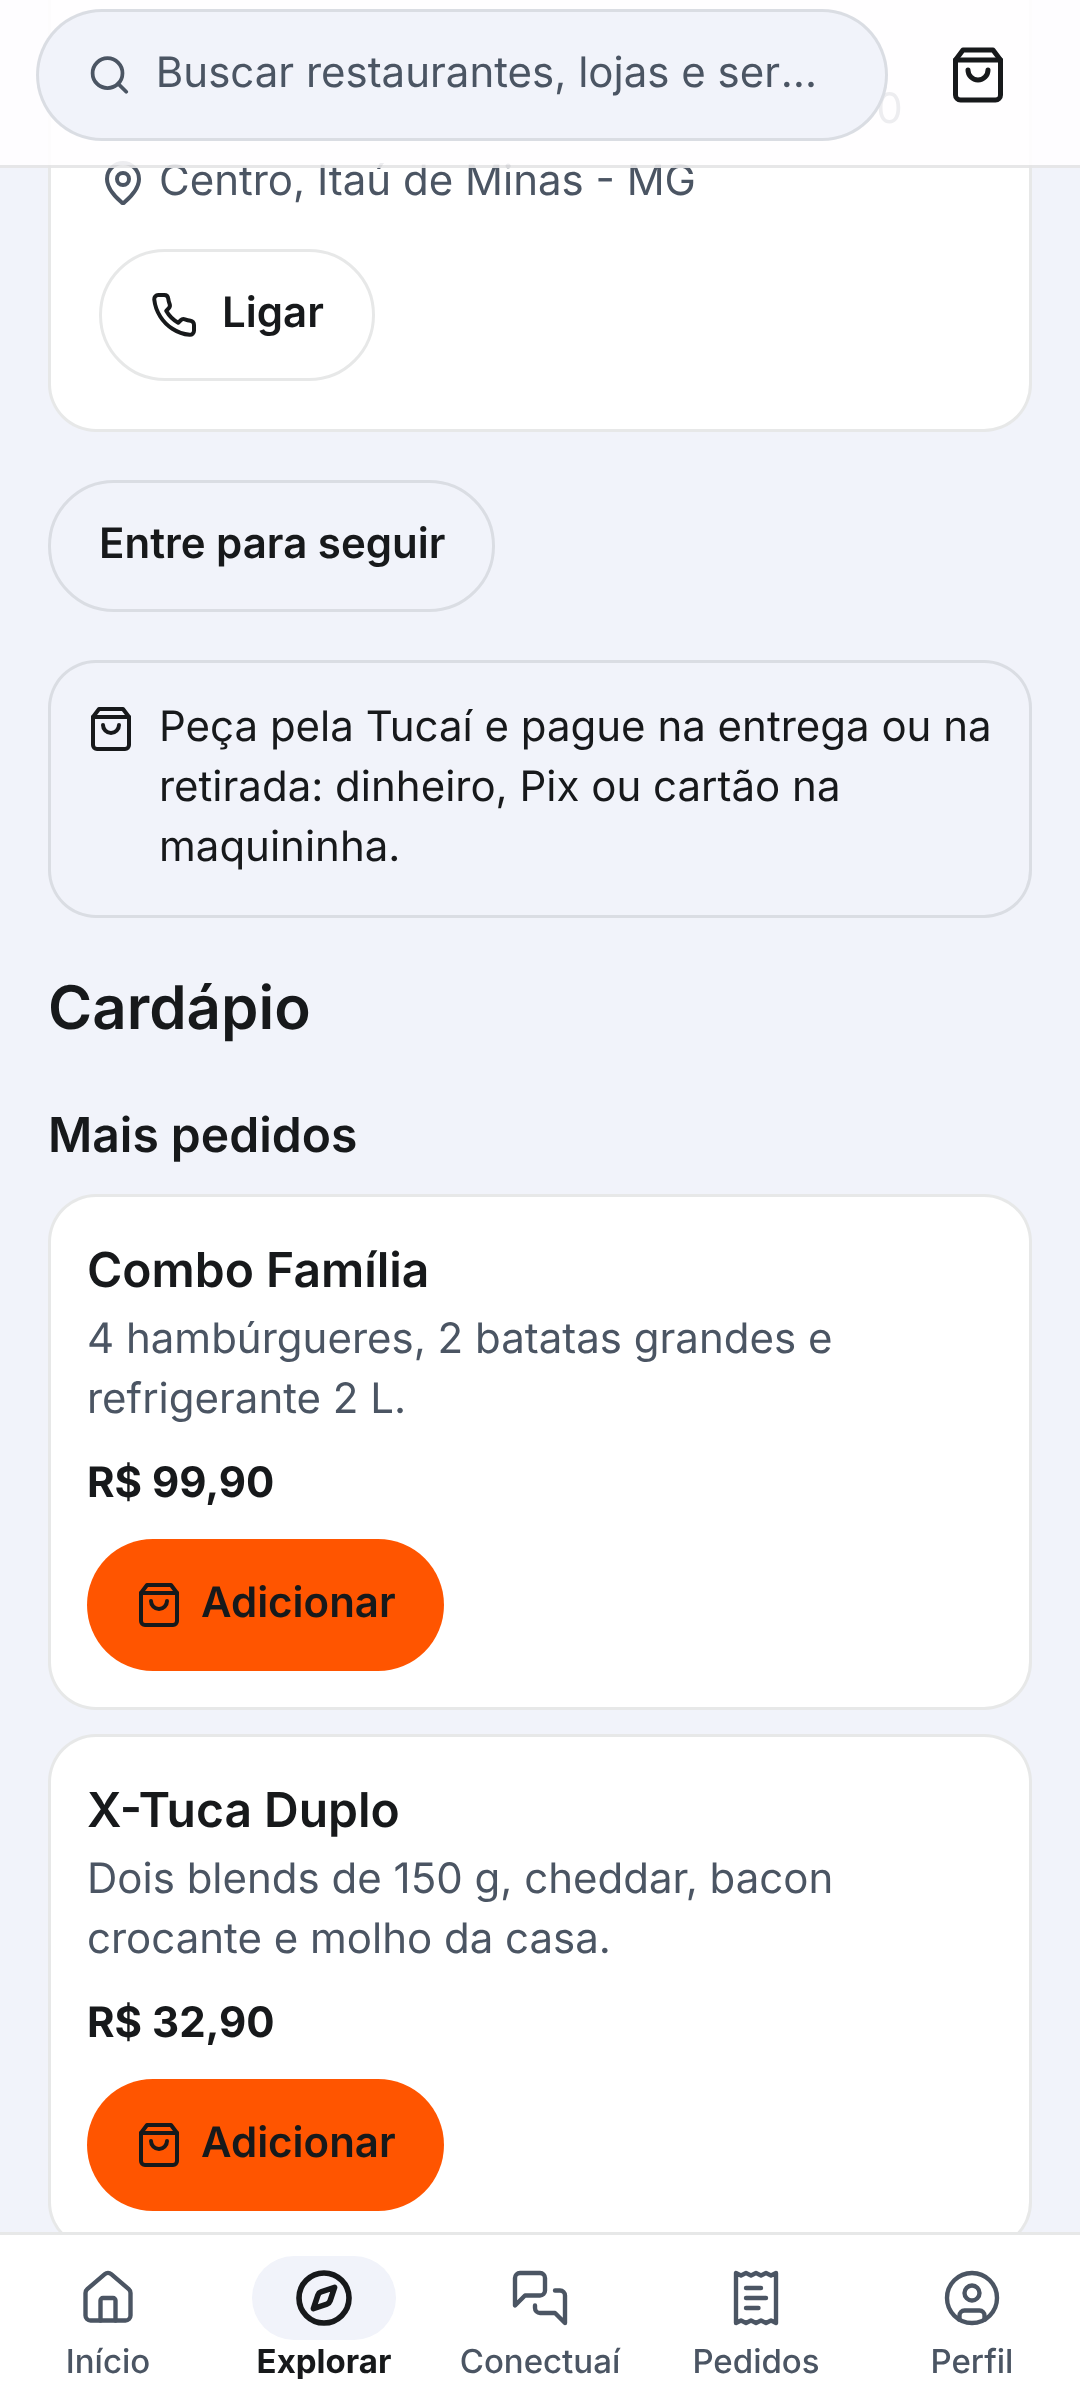 Buscar restaurantes, lojas e ser...
Centro, Itaú de Minas - MG
Ligar
Entre para seguir
Peça pela Tucaí e pague na entrega ou na
retirada: dinheiro, Pix ou cartão na
maquininha.
Cardápio
Mais pedidos
Combo Família
4 hambúrgueres, 2 batatas grandes e
refrigerante 2 L.
R$ 99,90
Adicionar
X-Tuca Duplo
Dois blends de 150 g, cheddar, bacon
crocante e molho da casa.
R$ 32,90
Adicionar
Início
Explorar
Conectuaí
Pedidos
Perfil